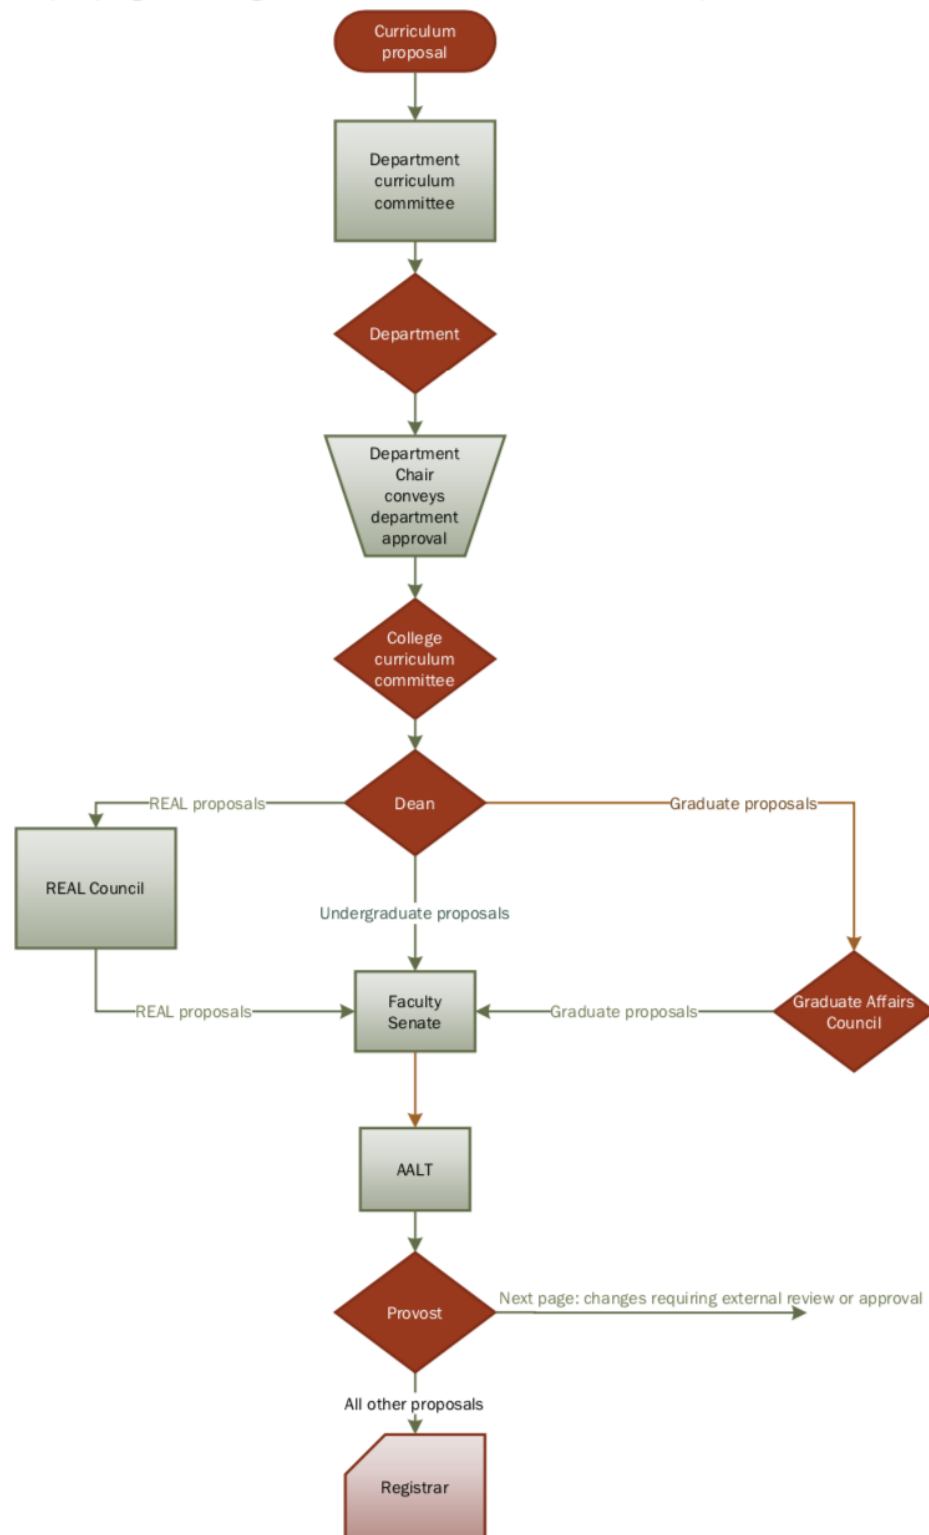 Curriculum
proposal
Department
curriculum
committee
Department
Department
Chair
conveys
department
approval
College
curriculum
committee
Dean
REAL proposals
Graduate proposals
REAL Council
Undergraduate proposals
Faculty
Senate
REAL proposals
Graduate proposals
Graduate Affairs
Council
AALT
Provost
Next page: changes requiring external review or approval
All other proposals
Registrar